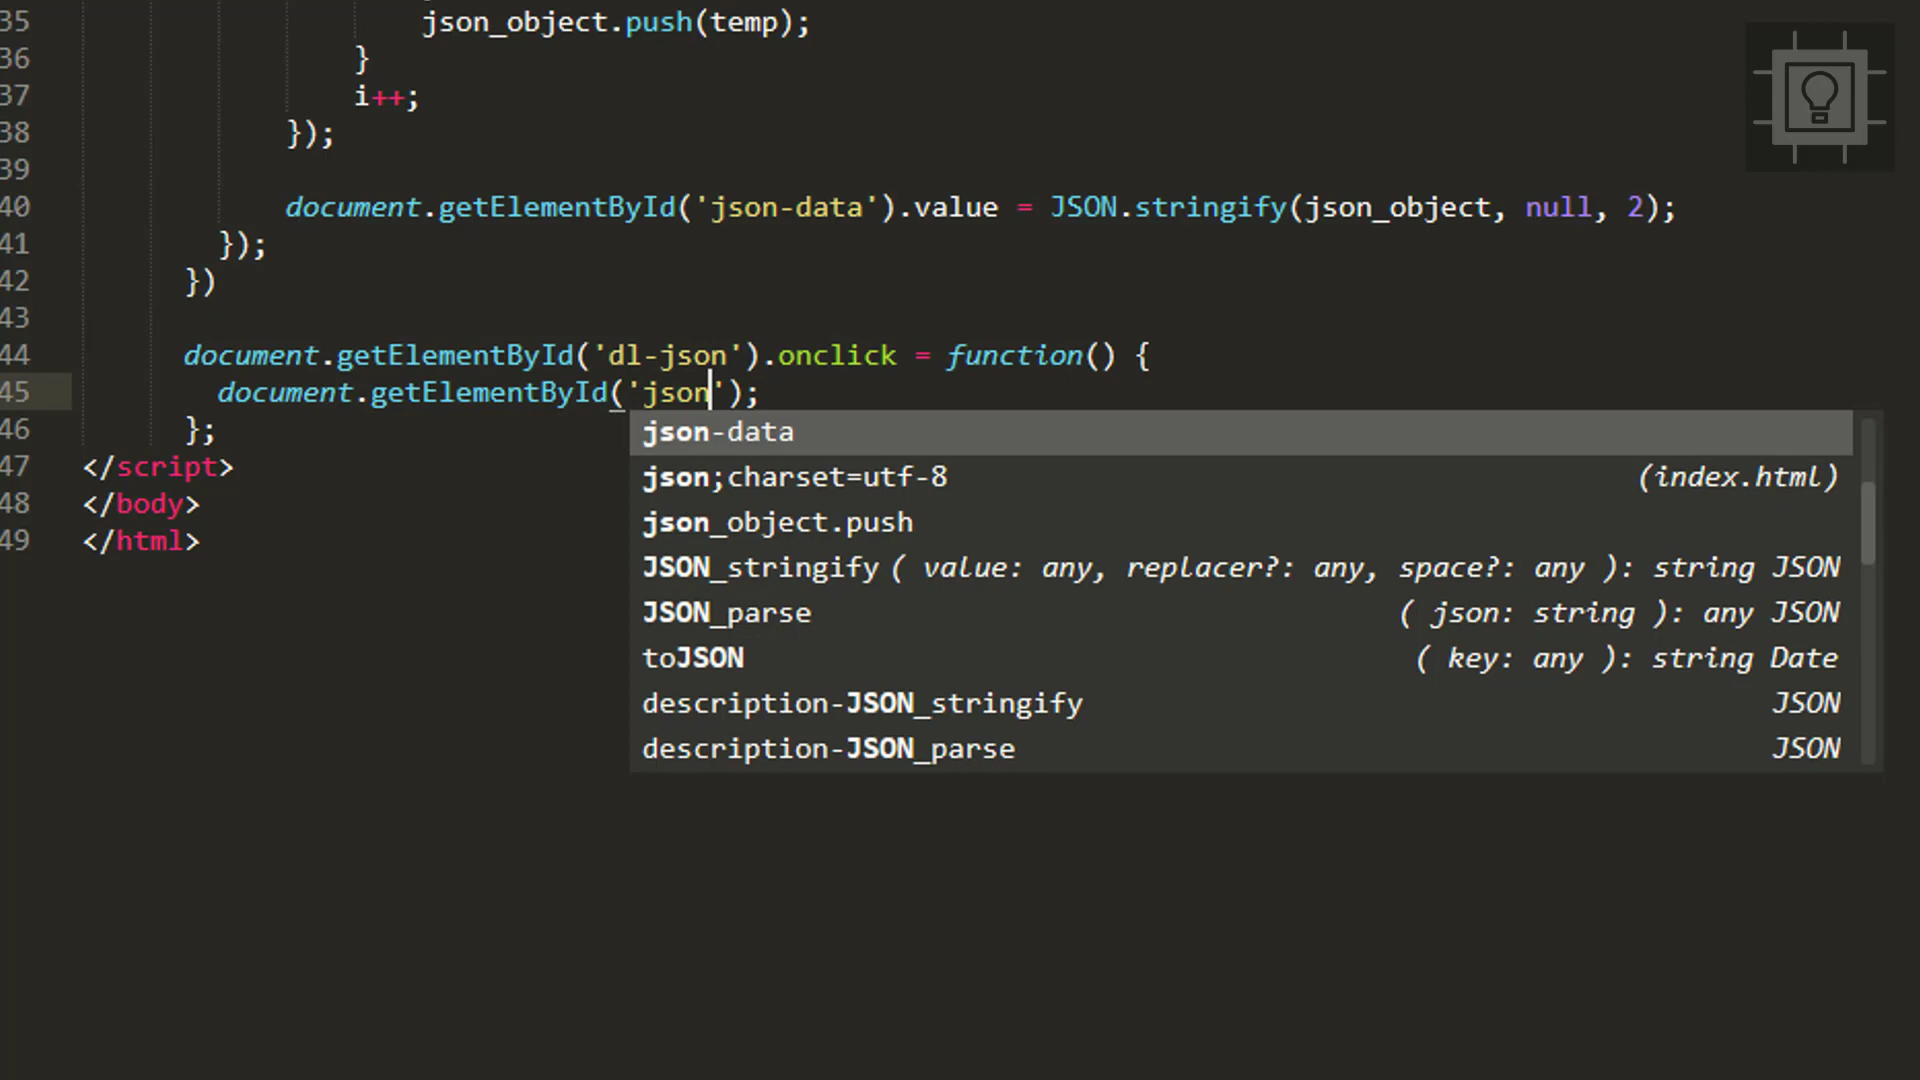 35 json_object.push(temp);
36 }
37 i++;
38 });
39
40 document.getElementById('json-data').value = JSON.stringify(json_object, null, 2);
41 });
42 })
43
44 document.getElementById('dl-json').onclick = function() {
45 document.getElementById('json');
46 };
47 </script>
48 </body>
49 </html>
json-data
json;charset=utf-8 (index.html)
json_object.push
JSON_stringify ( value: any, replacer?: any, space?: any ): string JSON
JSON_parse ( json: string ): any JSON
toJSON ( key: any ): string Date
description-JSON_stringify JSON
description-JSON_parse JSON